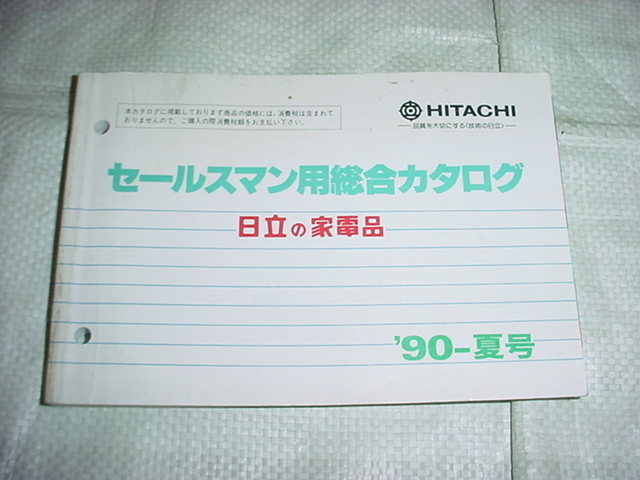 本カタログに掲載しております商品の価格には、消費税は含まれて
おりませんので、ご購入の際消費税額をお支払い下さい。
HITACHI
品質を大切にする〈技術の日立〉
セールスマン用総合カタログ
日立の家電品
'90-夏号